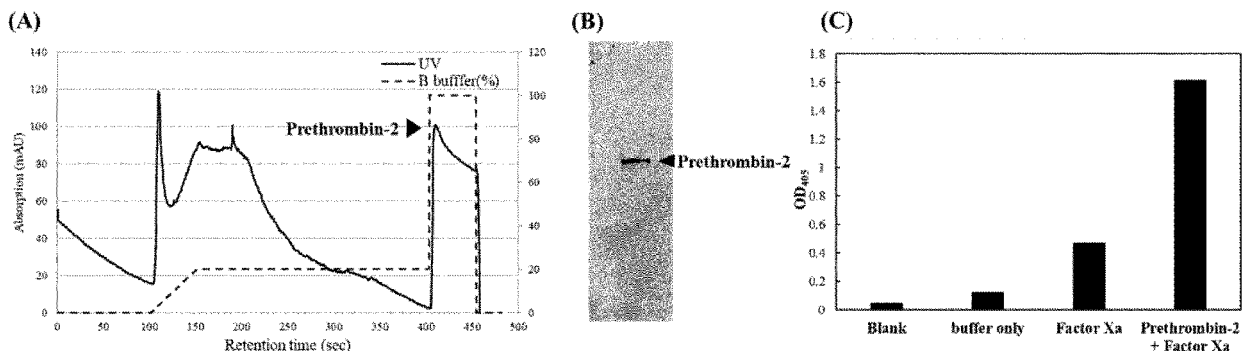 (A)
140
120
100
80
60
40
20
0
Absorption (mAU)
UV
B bufffer(%)
Prethrombin-2
120
100
80
60
40
20
0
0 50 100 150 200 250 300 350 400 450 500
Retention time (sec)
(B)
Prethrombin-2
(C)
1.8
1.6
1.4
1.2
1
0.8
0.6
0.4
0.2
0
OD405
Blank buffer only Factor Xa Prethrombin-2
+ Factor Xa